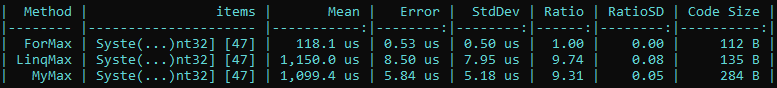 | Method | items | Mean | Error | StdDev | Ratio | RatioSD | Code Size |
|-------- |--------------------- |-----------:|--------:|--------:|------:|--------:|----------:|
| ForMax | Syste(...)nt32] [47] | 118.1 us | 0.53 us | 0.50 us | 1.00 | 0.00 | 112 B |
| LinqMax | Syste(...)nt32] [47] | 1,150.0 us | 8.50 us | 7.95 us | 9.74 | 0.08 | 135 B |
| MyMax | Syste(...)nt32] [47] | 1,099.4 us | 5.84 us | 5.18 us | 9.31 | 0.05 | 284 B |